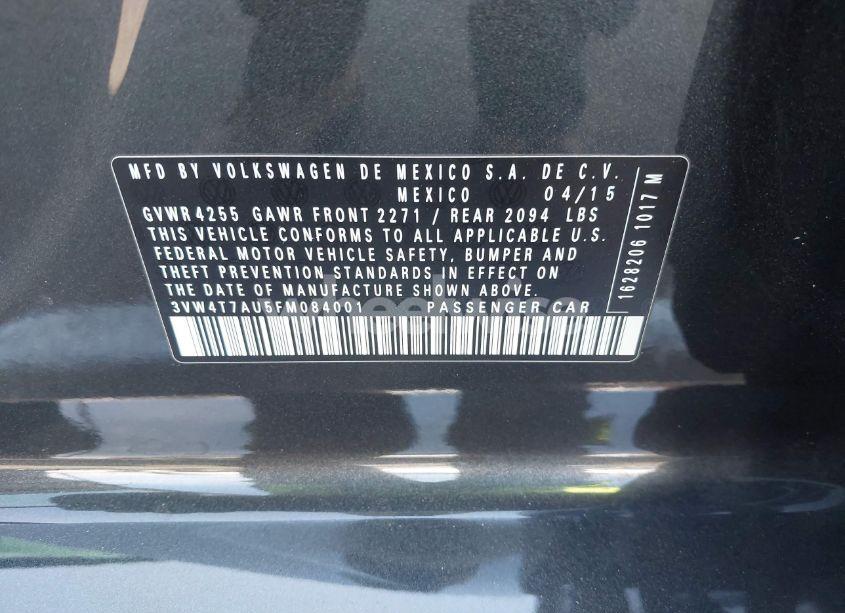 MFD BY VOLKSWAGEN DE MEXICO S.A. DE C.V.
MEXICO 04/15
GVWR 4255 GAWR FRONT 2271 / REAR 2094 LBS
THIS VEHICLE CONFORMS TO ALL APPLICABLE U.S.
FEDERAL MOTOR VEHICLE SAFETY, BUMPER AND
THEFT PREVENTION STANDARDS IN EFFECT ON
THE DATE OF MANUFACTURE SHOWN ABOVE.
3VW4T7AU5FM084001 PASSENGER CAR
1628206 1017 M